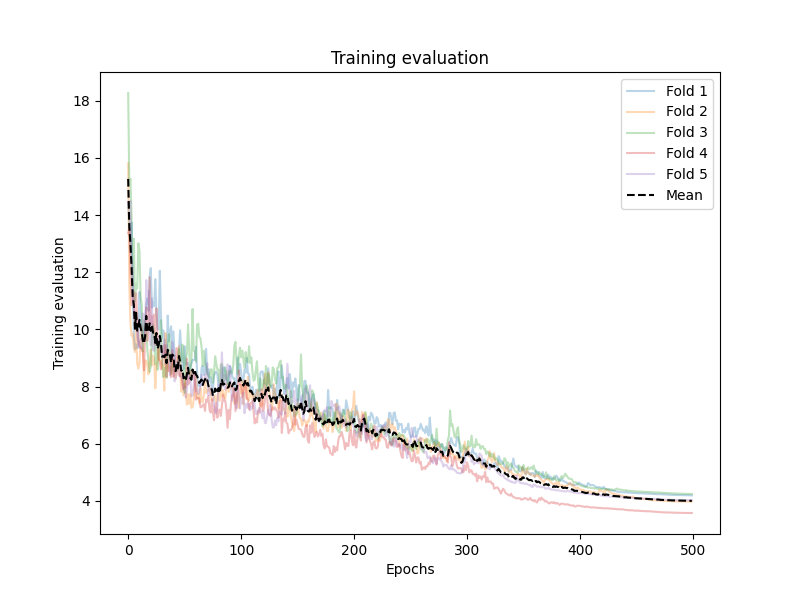 Training evaluation
18
16
14
12
10
8
6
4
Training evaluation
Fold 1
Fold 2
Fold 3
Fold 4
Fold 5
Mean
0
100
200
300
400
500
Epochs